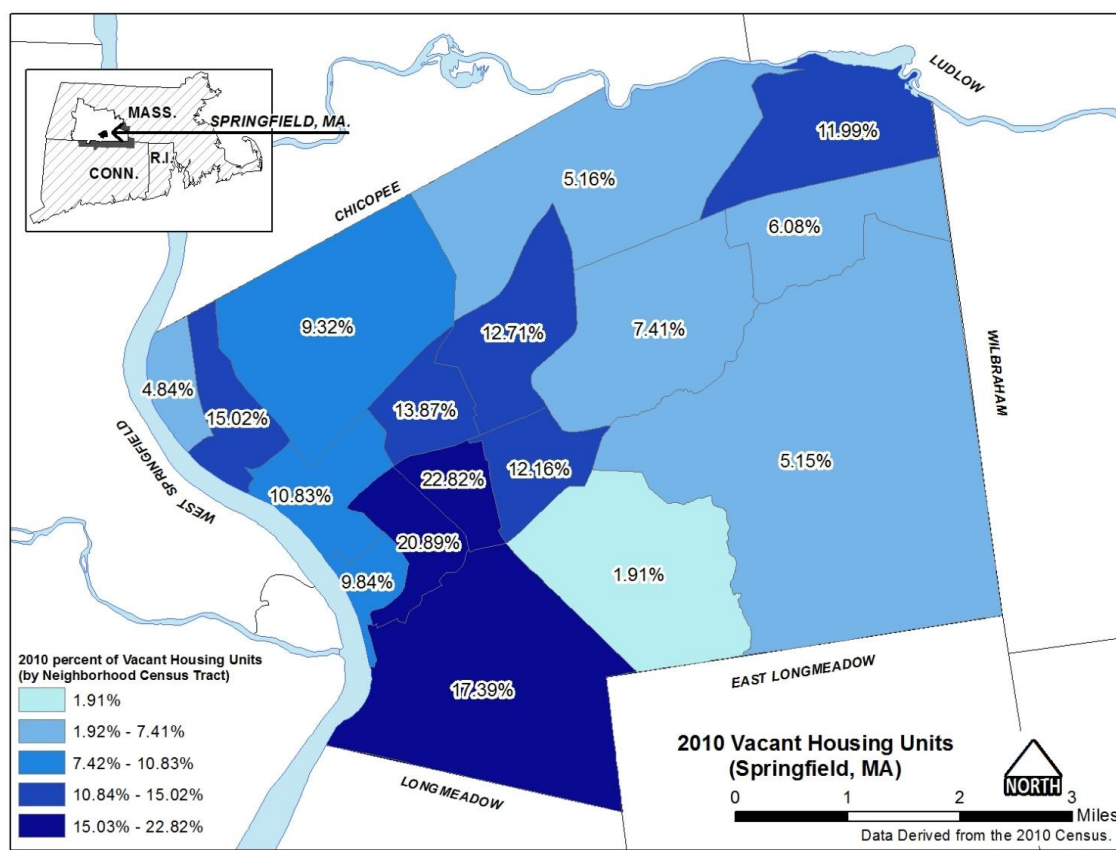 MASS.
SPRINGFIELD, MA.
R.I.
CONN.
LUDLOW
11.99%
5.16%
CHICOPEE
6.08%
9.32%
12.71%
7.41%
WILBRAHAM
4.84%
15.02%
13.87%
WEST SPRINGFIELD
22.82%
12.16%
5.15%
10.83%
20.89%
9.84%
1.91%
17.39%
EAST LONGMEADOW
LONGMEADOW
2010 percent of Vacant Housing Units
(by Neighborhood Census Tract)
1.91%
1.92% - 7.41%
7.42% - 10.83%
10.84% - 15.02%
15.03% - 22.82%
2010 Vacant Housing Units
(Springfield, MA)
NORTH
0 1 2 3
Miles
Data Derived from the 2010 Census.